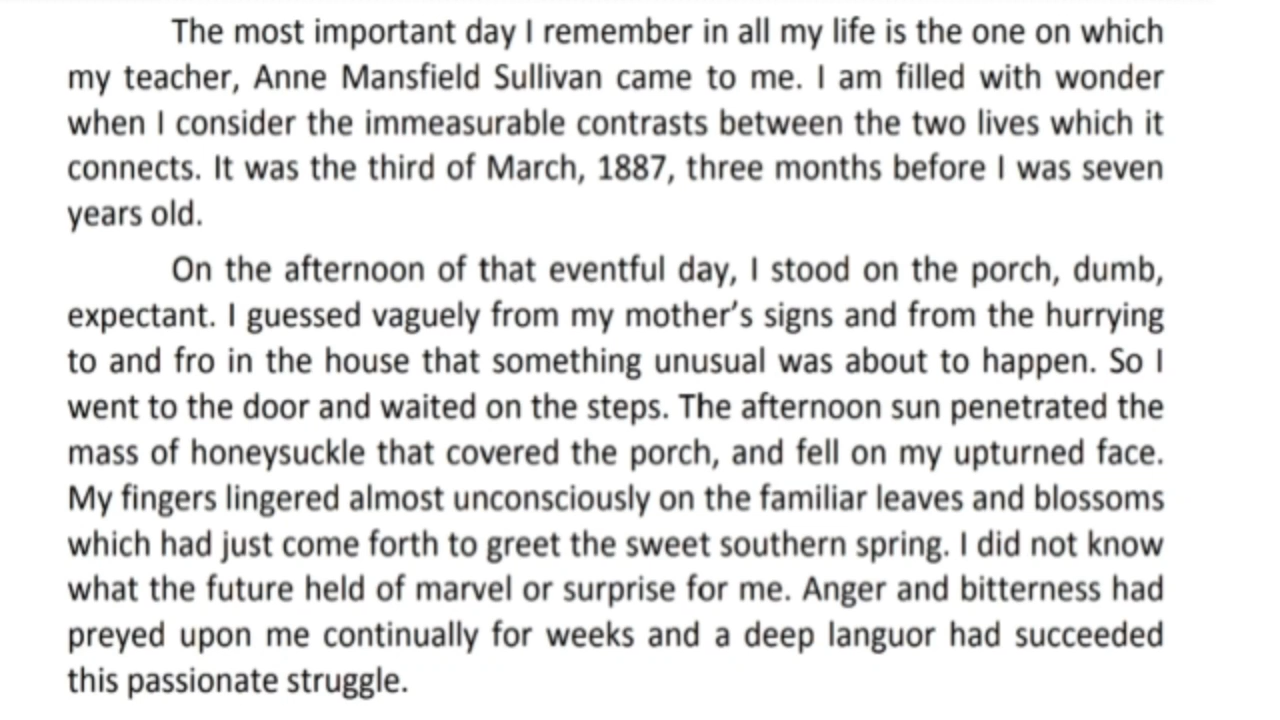 The most important day I remember in all my life is the one on which
my teacher, Anne Mansfield Sullivan came to me. I am filled with wonder
when I consider the immeasurable contrasts between the two lives which it
connects. It was the third of March, 1887, three months before I was seven
years old.
On the afternoon of that eventful day, I stood on the porch, dumb,
expectant. I guessed vaguely from my mother’s signs and from the hurrying
to and fro in the house that something unusual was about to happen. So I
went to the door and waited on the steps. The afternoon sun penetrated the
mass of honeysuckle that covered the porch, and fell on my upturned face.
My fingers lingered almost unconsciously on the familiar leaves and blossoms
which had just come forth to greet the sweet southern spring. I did not know
what the future held of marvel or surprise for me. Anger and bitterness had
preyed upon me continually for weeks and a deep languor had succeeded
this passionate struggle.